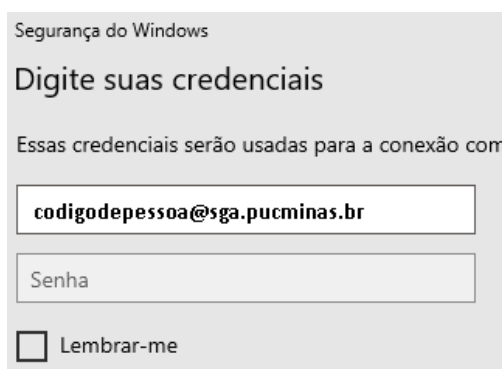 Segurança do Windows
Digite suas credenciais
Essas credenciais serão usadas para a conexão com
codigodepessoa@sga.pucminas.br
Senha
Lembrar-me